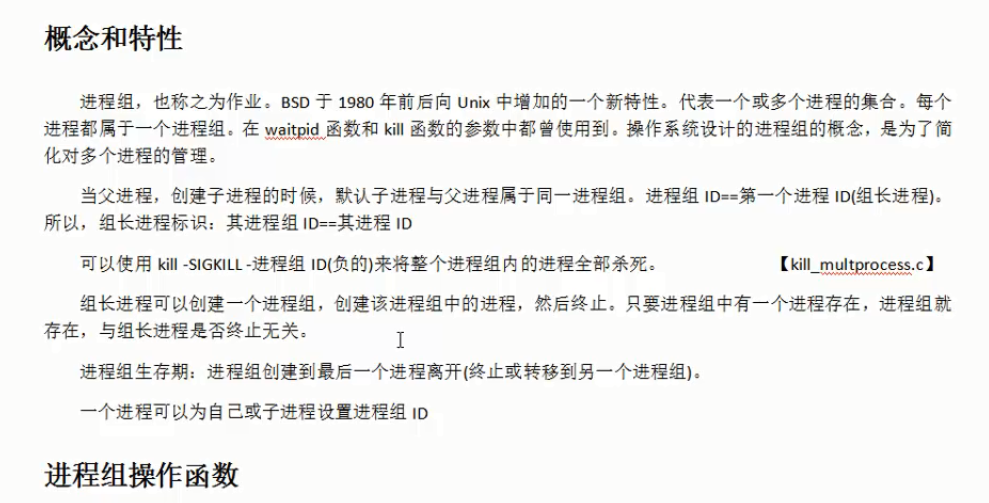 概念和特性
进程组，也称之为作业。BSD 于 1980 年前后向 Unix 中增加的一个新特性。代表一个或多个进程的集合。每个
进程都属于一个进程组。在 waitpid 函数和 kill 函数的参数中都曾使用到。操作系统设计的进程组的概念，是为了简
化对多个进程的管理。
当父进程，创建子进程的时候，默认子进程与父进程属于同一进程组。进程组 ID==第一个进程 ID(组长进程)。
所以，组长进程标识：其进程组 ID==其进程 ID
可以使用 kill -SIGKILL -进程组 ID(负的)来将整个进程组内的进程全部杀死。 【kill_multprocess.c】
组长进程可以创建一个进程组，创建该进程组中的进程，然后终止。只要进程组中有一个进程存在，进程组就
存在，与组长进程是否终止无关。
进程组生存期：进程组创建到最后一个进程离开(终止或转移到另一个进程组)。
一个进程可以为自己或子进程设置进程组 ID
进程组操作函数